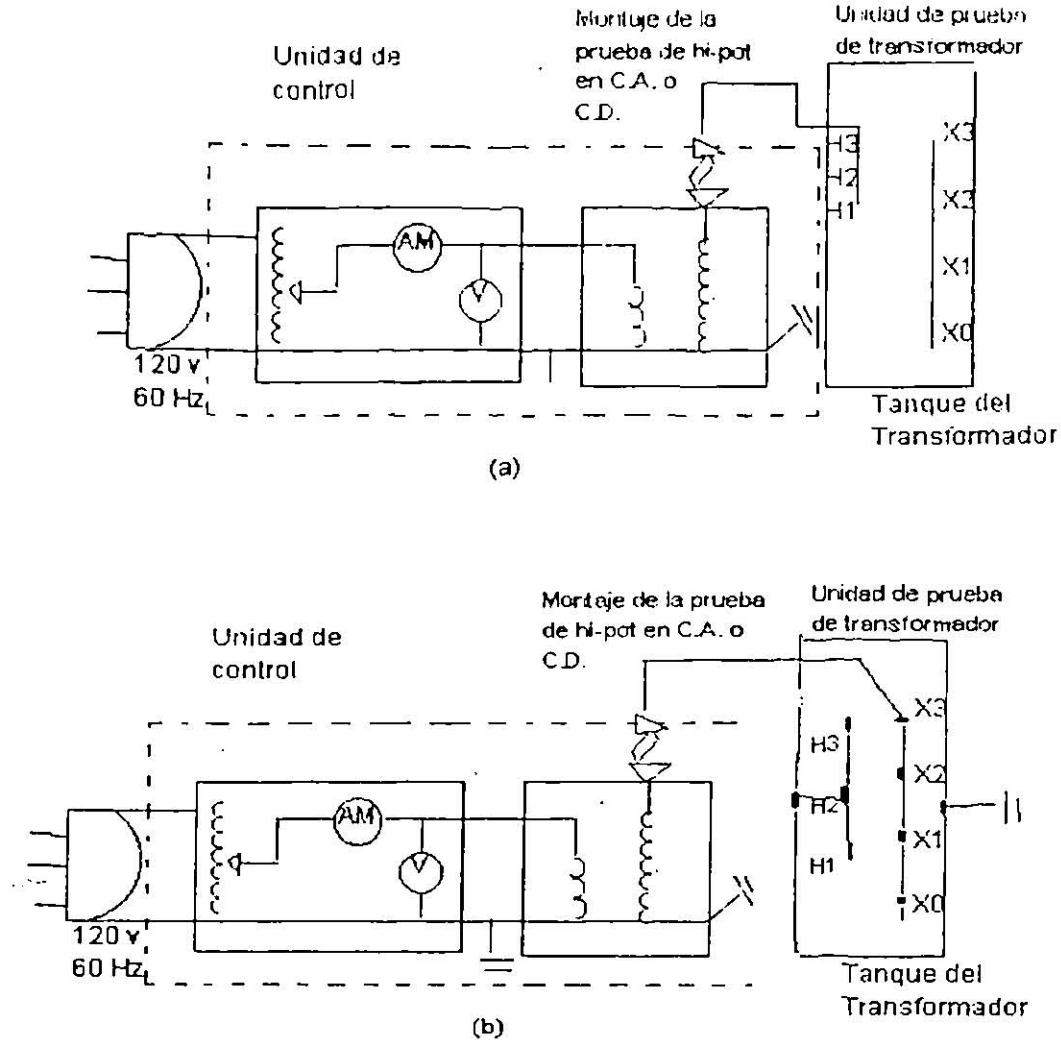 Unidad de
control
Montuje de la
prueba de hi-pot
en C.A. o
C.D.
Unidad de prueba
de transformador
H3
H2
H1
X3
X2
X1
X0
AM
V
120 v
60 Hz
Tanque del
Transformador
(a)
Unidad de
control
Montaje de la prueba
de hi-pot en C.A. o
C.D.
Unidad de prueba
de transformador
H3
H2
H1
X3
X2
X1
X0
AM
V
120 v
60 Hz
Tanque del
Transformador
(b)